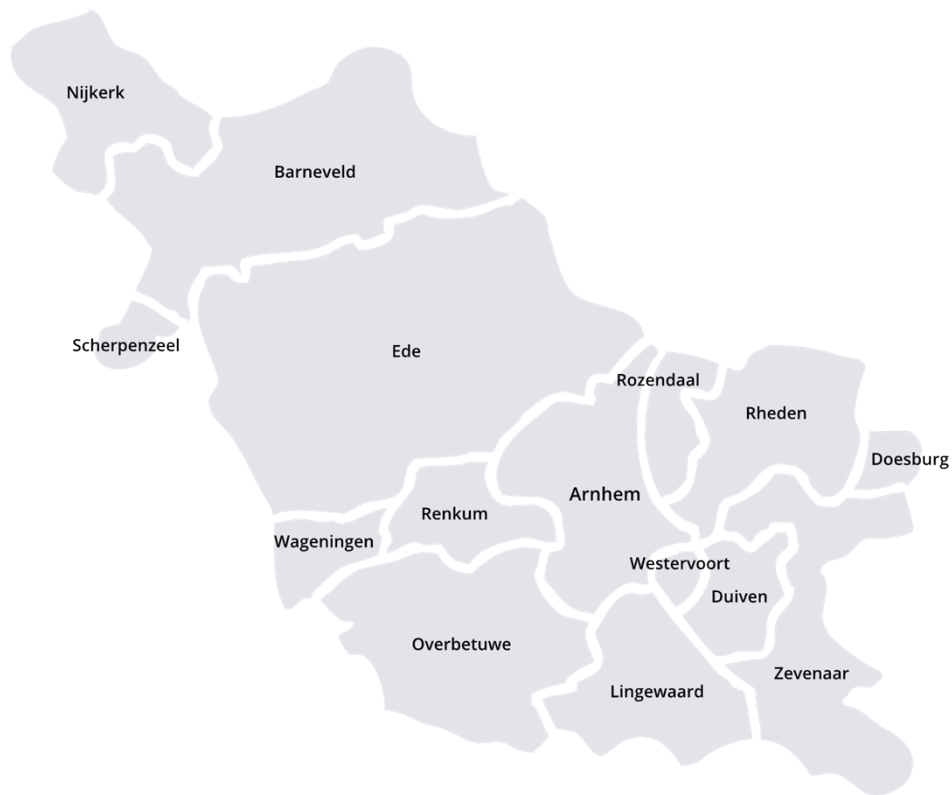 Nijkerk
Barneveld
Scherpenzeel
Ede
Rozendaal
Rheden
Doesburg
Arnhem
Renkum
Wageningen
Westervoort
Duiven
Overbetuwe
Zevenaar
Lingewaard